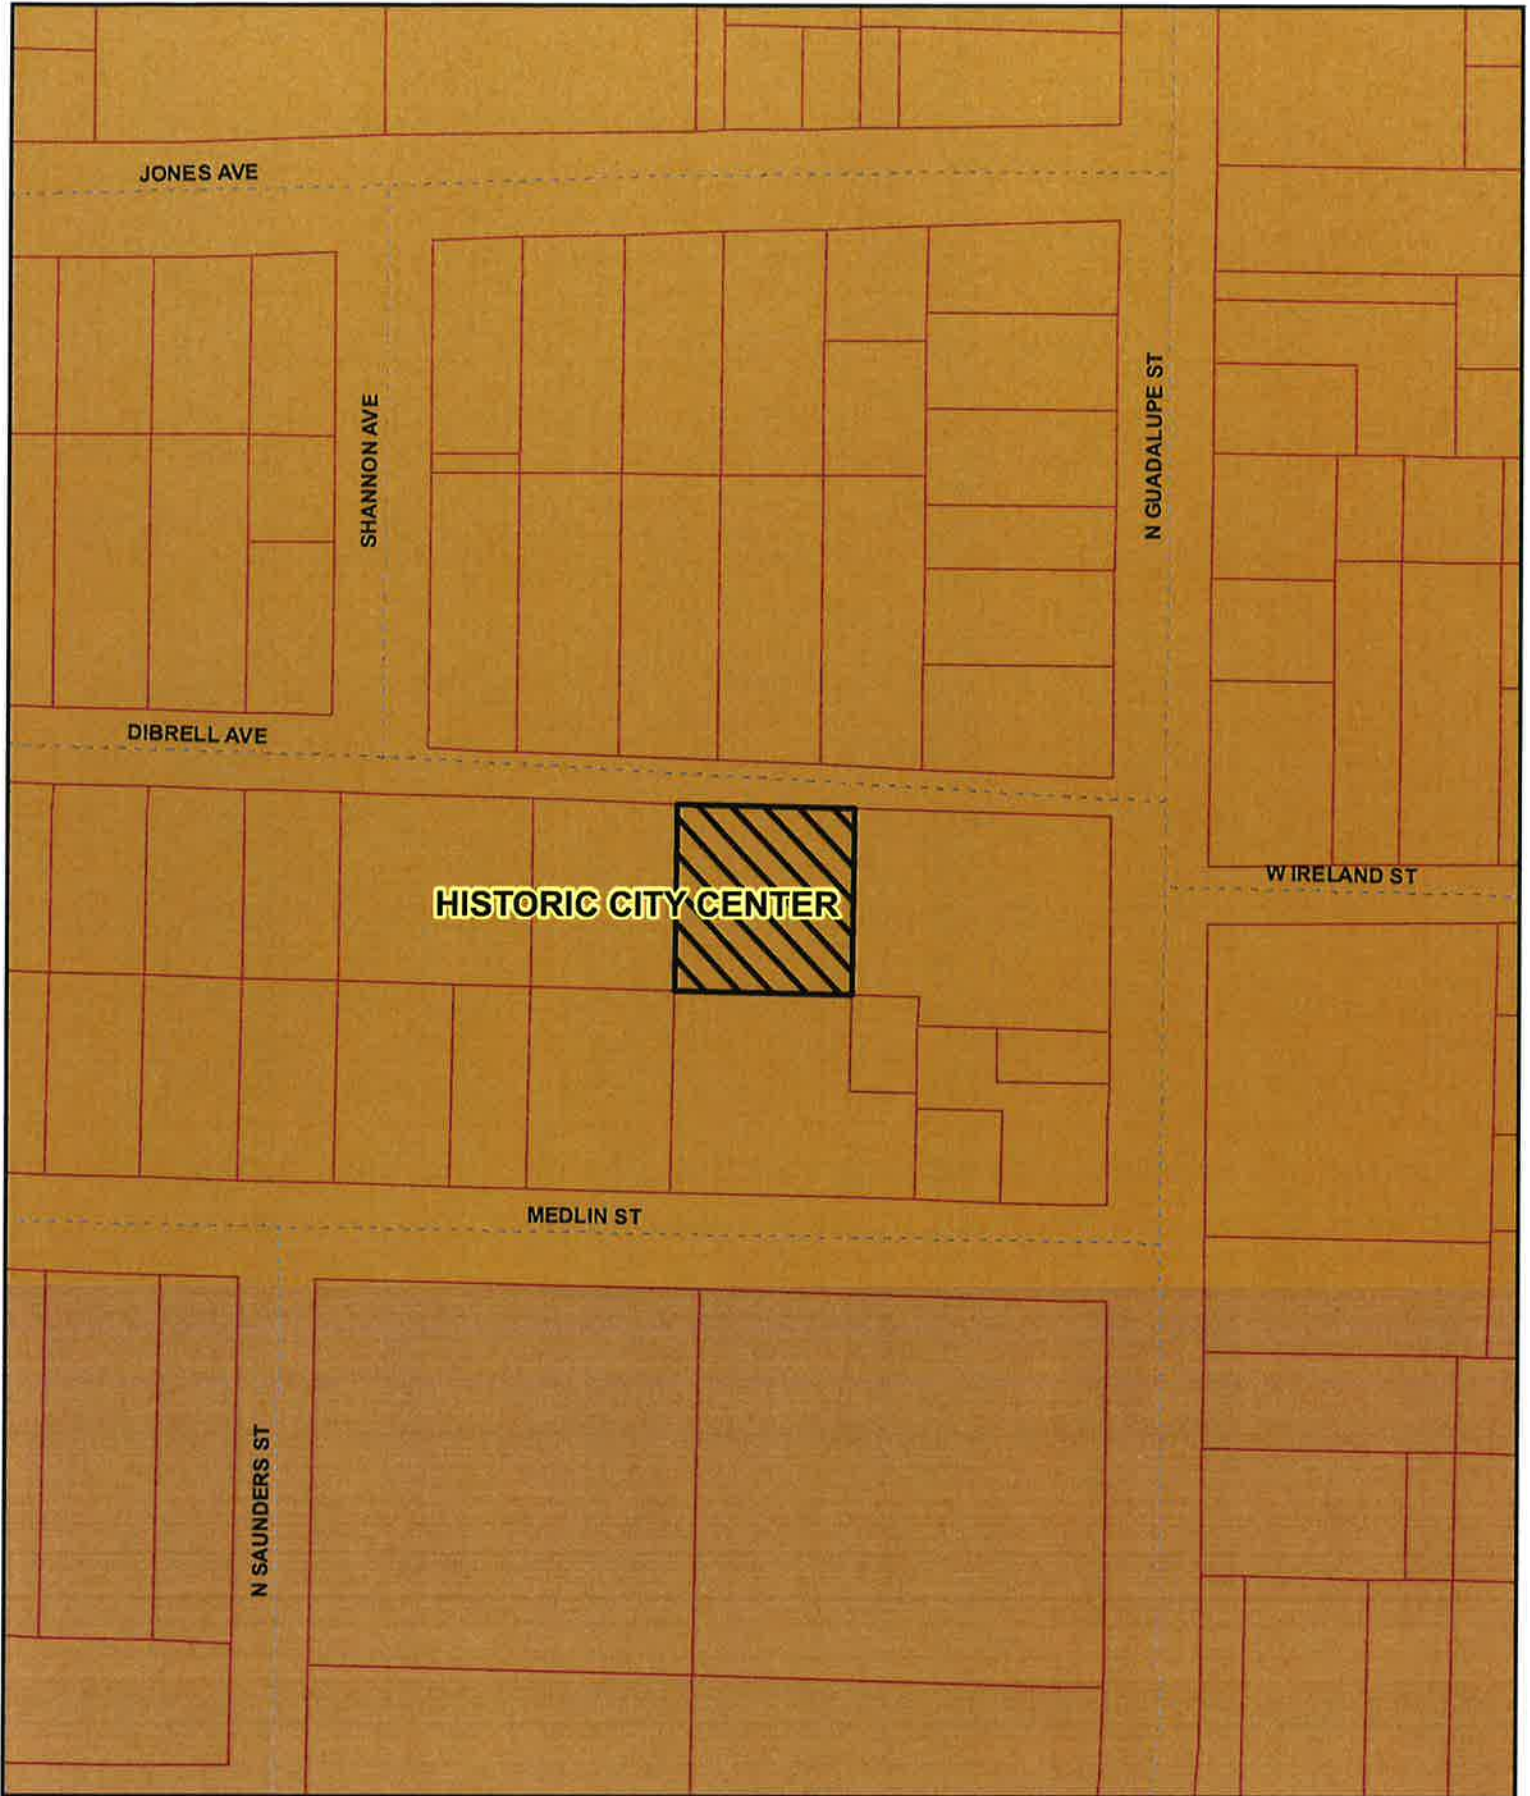 JONES AVE
SHANNON AVE
N GUADALUPE ST
DIBRELL AVE
W IRELAND ST
HISTORIC CITY CENTER
MEDLIN ST
N SAUNDERS ST